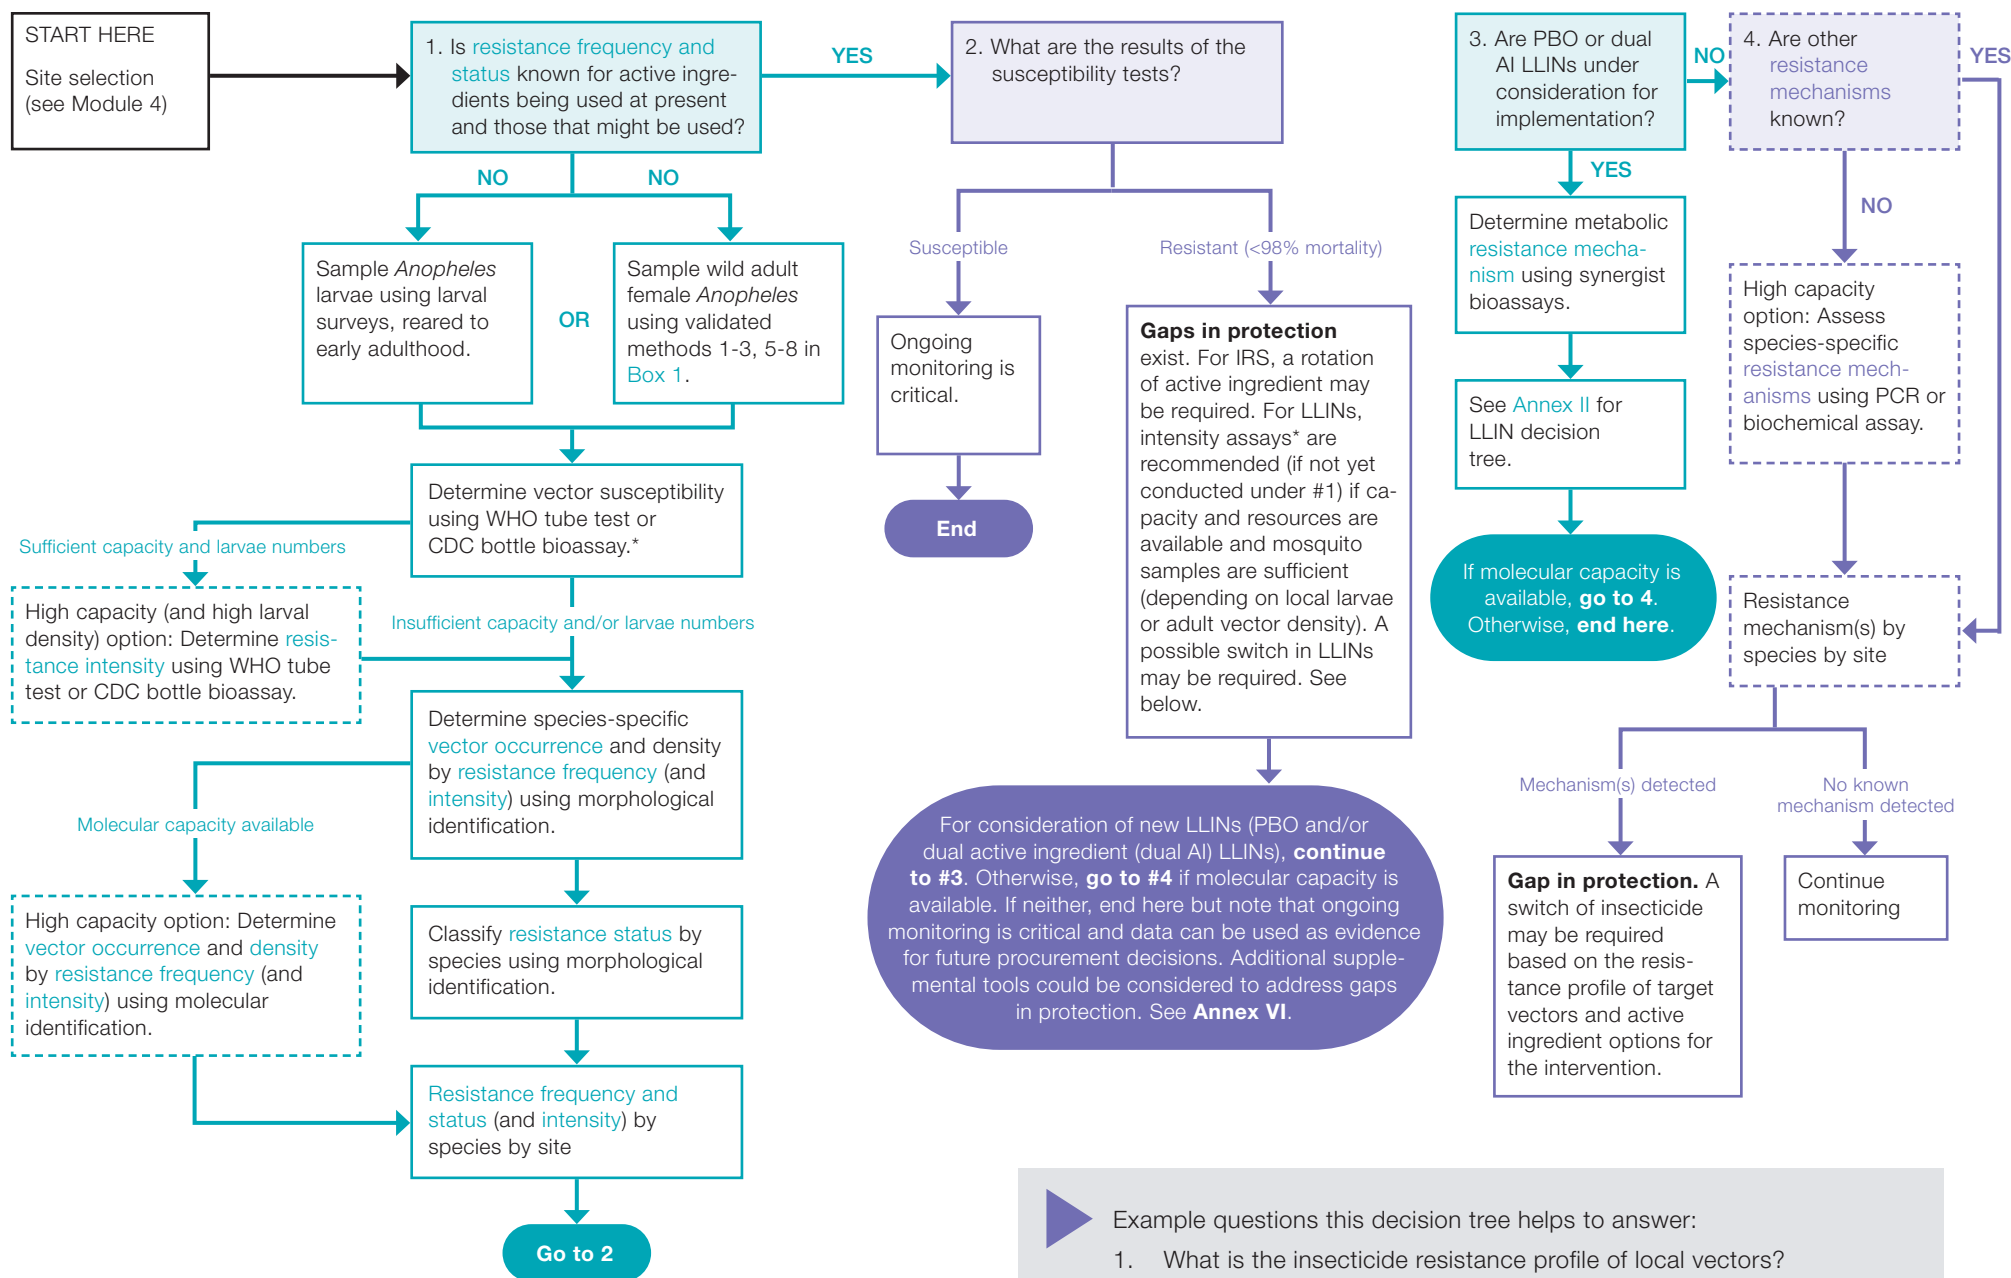 START HERE
Site selection
(see Module 4)
1. Is resistance frequency and
status known for active ingre-
dients being used at present
and those that might be used?
YES
NO
NO
Sample Anopheles
larvae using larval
surveys, reared to
early adulthood.
OR
Sample wild adult
female Anopheles
using validated
methods 1-3, 5-8 in
Box 1.
Determine vector susceptibility
using WHO tube test or
CDC bottle bioassay.*
Sufficient capacity and larvae numbers
High capacity (and high larval
density) option: Determine resis-
tance intensity using WHO tube
test or CDC bottle bioassay.
Insufficient capacity and/or larvae numbers
Determine species-specific
vector occurrence and density
by resistance frequency (and
intensity) using morphological
identification.
Molecular capacity available
High capacity option: Determine
vector occurrence and density
by resistance frequency (and
intensity) using molecular
identification.
Classify resistance status by
species using morphological
identification.
Resistance frequency and
status (and intensity) by
species by site
Go to 2
2. What are the results of the
susceptibility tests?
Susceptible
Resistant (<98% mortality)
Ongoing
monitoring is
critical.
End
Gaps in protection
exist. For IRS, a rotation
of active ingredient may
be required. For LLINs,
intensity assays* are
recommended (if not yet
conducted under #1) if ca-
pacity and resources are
available and mosquito
samples are sufficient
(depending on local larvae
or adult vector density). A
possible switch in LLINs
may be required. See
below.
For consideration of new LLINs (PBO and/or
dual active ingredient (dual AI) LLINs), continue
to #3. Otherwise, go to #4 if molecular capacity is
available. If neither, end here but note that ongoing
monitoring is critical and data can be used as evidence
for future procurement decisions. Additional supple-
mental tools could be considered to address gaps
in protection. See Annex VI.
3. Are PBO or dual
AI LLINs under
consideration for
implementation?
NO
YES
Determine metabolic
resistance mecha-
nism using synergist
bioassays.
See Annex II for
LLIN decision
tree.
If molecular capacity is
available, go to 4.
Otherwise, end here.
4. Are other
resistance
mechanisms
known?
YES
NO
High capacity
option: Assess
species-specific
resistance mech-
anisms using PCR or
biochemical assay.
Resistance
mechanism(s) by
species by site
Mechanism(s) detected
No known
mechanism detected
Gap in protection. A
switch of insecticide
may be required
based on the resis-
tance profile of target
vectors and active
ingredient options for
the intervention.
Continue
monitoring
Example questions this decision tree helps to answer:
1. What is the insecticide resistance profile of local vectors?